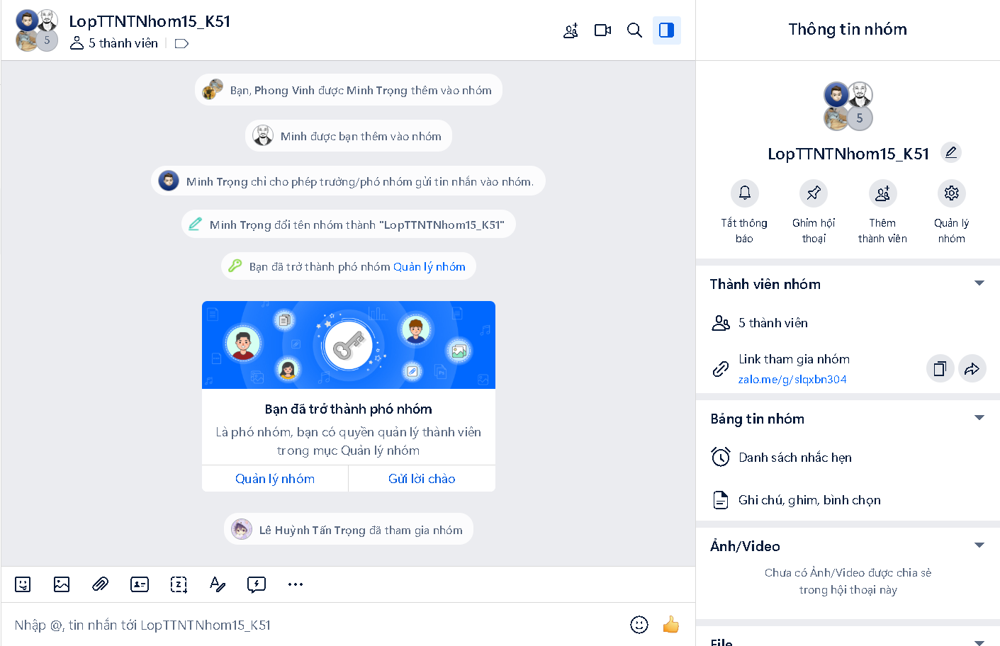 LopTTNTNhom15_K51
5
5 thành viên
Bạn, Phong Vinh được Minh Trọng thêm vào nhóm
Minh được bạn thêm vào nhóm
Minh Trọng chỉ cho phép trưởng/phó nhóm gửi tin nhắn vào nhóm.
Minh Trọng đổi tên nhóm thành "LopTTNTNhom15_K51"
Bạn đã trở thành phó nhóm Quản lý nhóm
Bạn đã trở thành phó nhóm
Là phó nhóm, bạn có quyền quản lý thành viên
trong mục Quản lý nhóm
Quản lý nhóm
Gửi lời chào
Lê Huỳnh Tấn Trọng đã tham gia nhóm
Nhập @, tin nhắn tới LopTTNTNhom15_K51
Thông tin nhóm
5
LopTTNTNhom15_K51
Tắt thông
báo
Ghim hội
thoại
Thêm
thành viên
Quản lý
nhóm
Thành viên nhóm
5 thành viên
Link tham gia nhóm
zalo.me/g/slqxbn304
Bảng tin nhóm
Danh sách nhắc hẹn
Ghi chú, ghim, bình chọn
Ảnh/Video
Chưa có Ảnh/Video được chia sẻ
trong hội thoại này
File